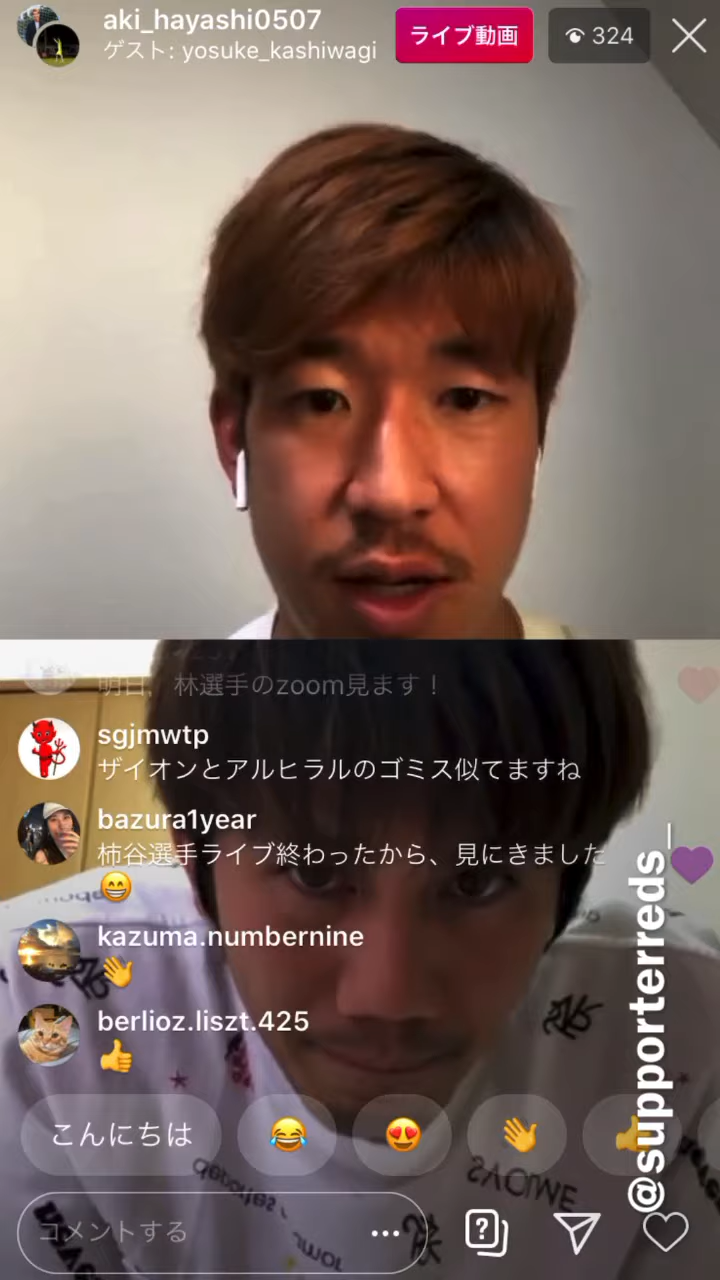 aki_hayashi0507
ゲスト: yosuke_kashiwagi
ライブ動画
324
明日、林選手のzoom見ます！
sgjmwtp
ザイオンとアルヒラルのゴミス似てますね
bazura1year
柿谷選手ライブ終わったから、見にきました
😁
kazuma.numbernine
👋
berlioz.liszt.425
👍
こんにちは 😂 😍 👋 👍
コメントする
@supporterreds_